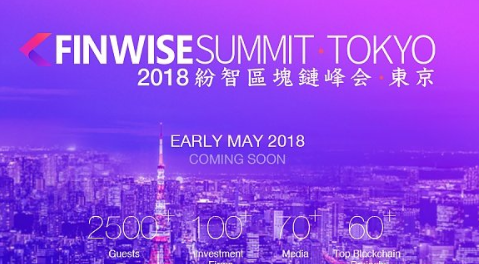 FINWISE SUMMIT · TOKYO
2018 紛智區塊鏈峰会 · 東京
EARLY MAY 2018
COMING SOON
2500+ 100+ 70+ 60+
Guests Investment Media Top Blockchain